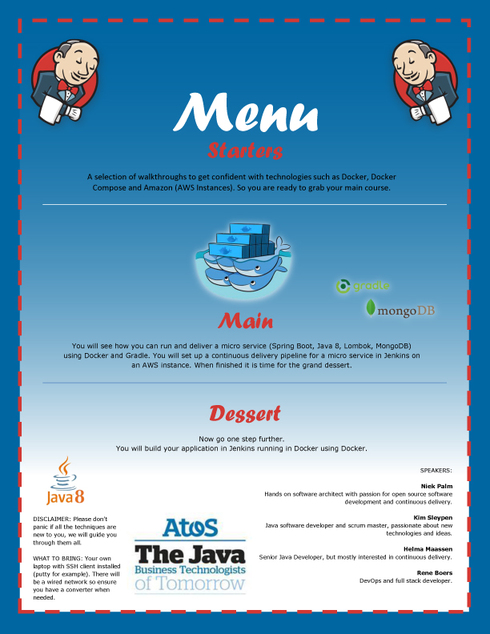 Menu
Starters
A selection of walkthroughs to get confident with technologies such as Docker, Docker
Compose and Amazon (AWS Instances). So you are ready to grab your main course.
gradle
mongoDB
Main
You will see how you can run and deliver a micro service (Spring Boot, Java 8, Lombok, MongoDB)
using Docker and Gradle. You will set up a continuous delivery pipeline for a micro service in Jenkins on
an AWS instance. When finished it is time for the grand dessert.
Dessert
Now go one step further.
You will build your application in Jenkins running in Docker using Docker.
Java 8
DISCLAIMER: Please don't
panic if all the techniques are
new to you, we will guide you
through them all.
WHAT TO BRING: Your own
laptop with SSH client installed
(putty for example). There will
be a wired network so ensure
you have a converter when
needed.
AtoS
The Java
Business Technologists
of Tomorrow
SPEAKERS:
Niek Palm
Hands on software architect with passion for open source software
development and continuous delivery.
Kim Sleypen
Java software developer and scrum master, passionate about new
technologies and ideas.
Helma Maassen
Senior Java Developer, but mostly interested in continuous delivery.
Rene Boers
DevOps and full stack developer.